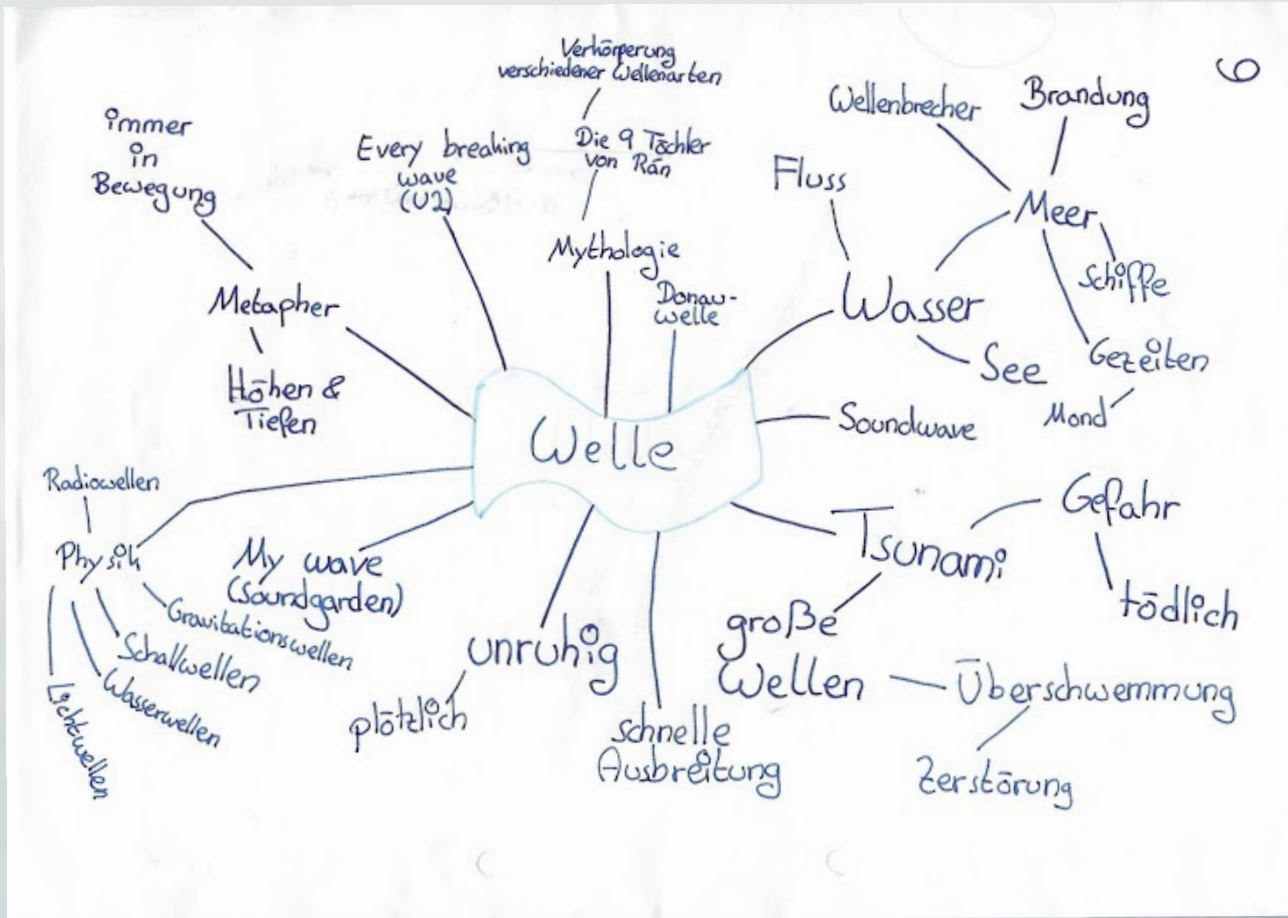 6
Verkörperung
verschiedener Wellenarten
Die 9 Töchter
von Rán
Mythologie
Every breaking
wave
(U2)
immer
in
Bewegung
Metapher
Höhen &
Tiefen
Donau-
welle
Wellenbrecher
Brandung
Fluss
Meer
Schiffe
Wasser
Gezeiten
See
Mond
Soundwave
Welle
Radiowellen
Physik
Gravitationswellen
Schallwellen
Wasserwellen
Lichtwellen
My wave
(Soundgarden)
unruhig
plötzlich
schnelle
Ausbreitung
Tsunami
Gefahr
tödlich
große
Wellen
Überschwemmung
Zerstörung